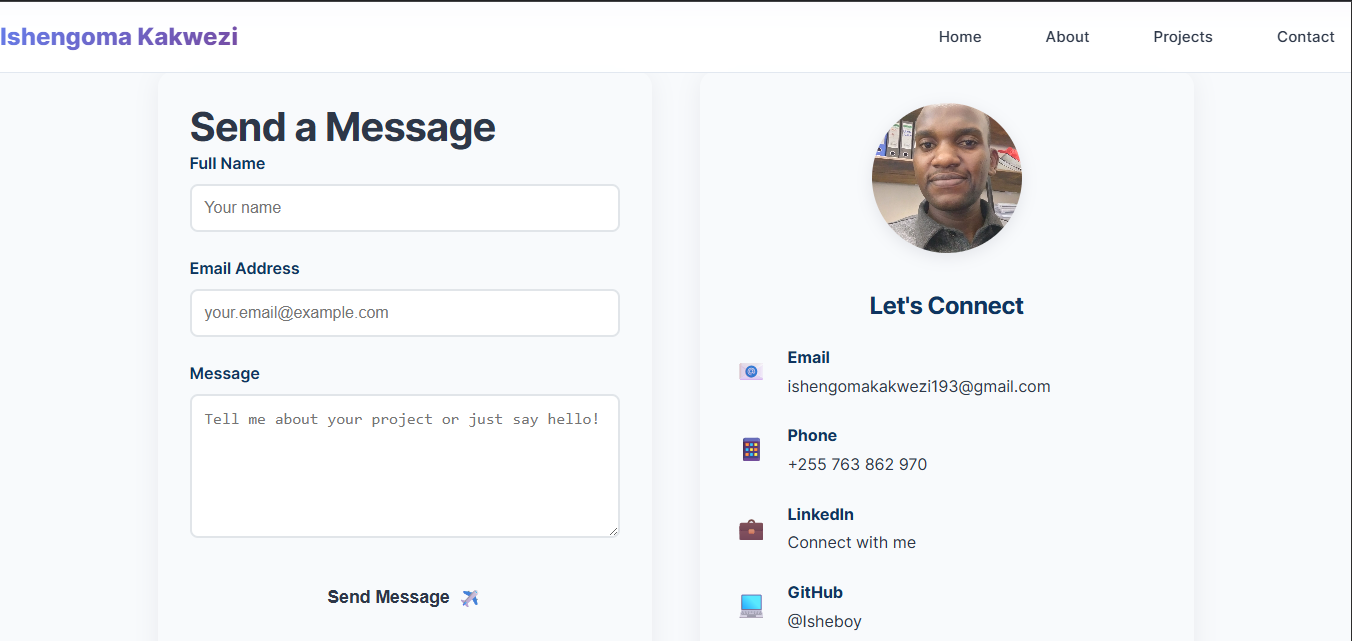 Ishengoma Kakwezi
Home About Projects Contact
Send a Message
Full Name
Your name
Email Address
your.email@example.com
Message
Tell me about your project or just say hello!
Send Message
Let's Connect
Email
ishengomakakwezi193@gmail.com
Phone
+255 763 862 970
LinkedIn
Connect with me
GitHub
@Isheboy